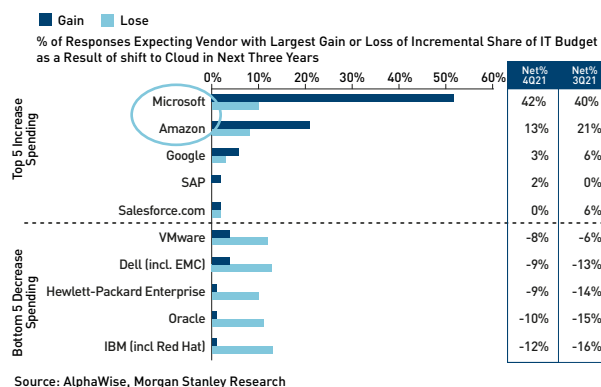 Gain Lose
% of Responses Expecting Vendor with Largest Gain or Loss of Incremental Share of IT Budget
as a Result of shift to Cloud in Next Three Years
0% 10% 20% 30% 40% 50% 60%
Net% 4Q21 Net% 3Q21
Top 5 Increase Spending
Microsoft 42% 40%
Amazon 13% 21%
Google 3% 6%
SAP 2% 0%
Salesforce.com 0% 6%
Bottom 5 Decrease Spending
VMware -8% -6%
Dell (incl. EMC) -9% -13%
Hewlett-Packard Enterprise -9% -14%
Oracle -10% -15%
IBM (incl Red Hat) -12% -16%
Source: AlphaWise, Morgan Stanley Research